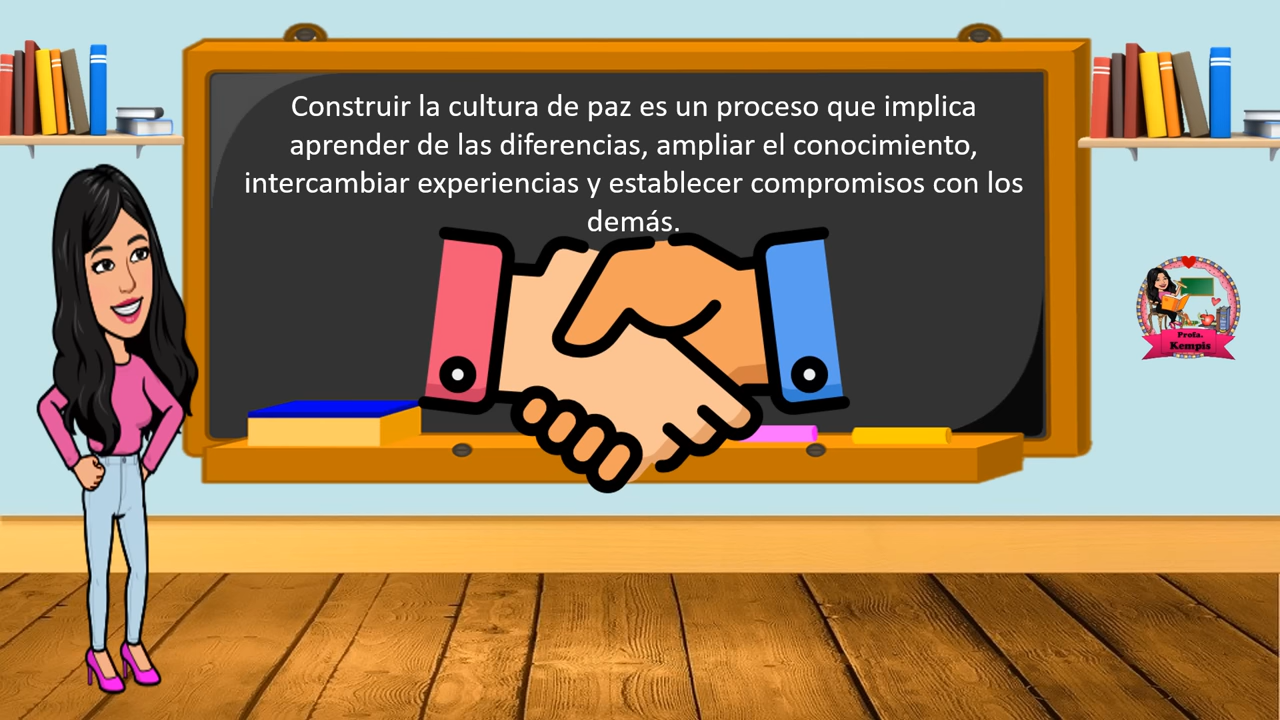 Construir la cultura de paz es un proceso que implica
aprender de las diferencias, ampliar el conocimiento,
intercambiar experiencias y establecer compromisos con los
demás.
Profa.
Kempis